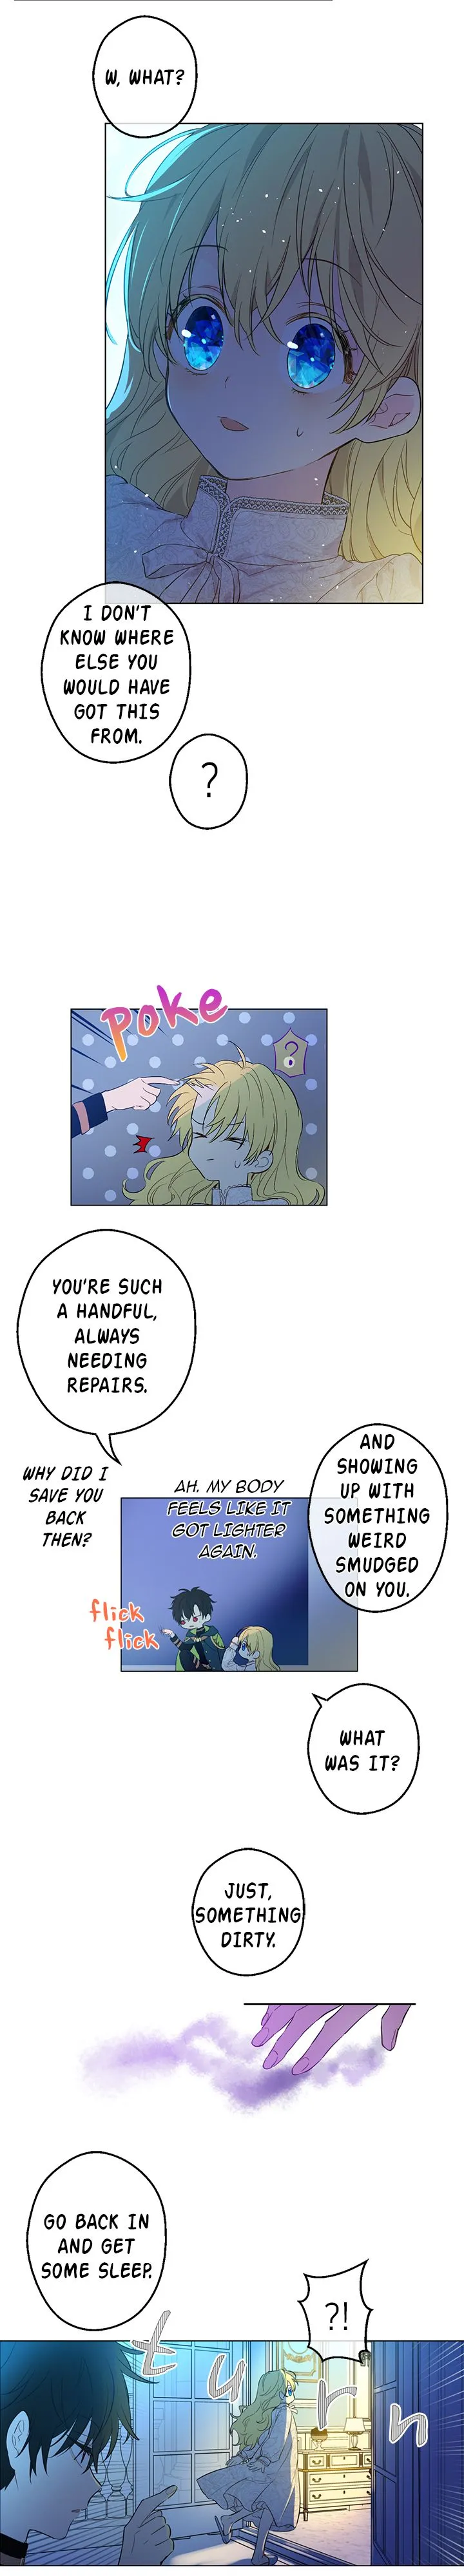 W, WHAT?
I DON'T
KNOW WHERE
ELSE YOU
WOULD HAVE
GOT THIS
FROM.
?
Poke
?
YOU'RE SUCH
A HANDFUL,
ALWAYS
NEEDING
REPAIRS.
WHY DID I
SAVE YOU
BACK
THEN?
AH. MY BODY
FEELS LIKE IT
GOT LIGHTER
AGAIN.
AND
SHOWING
UP WITH
SOMETHING
WEIRD
SMUDGED
ON YOU.
flick
flick
WHAT
WAS IT?
JUST,
SOMETHING
DIRTY.
GO BACK IN
AND GET
SOME SLEEP.
?!
turn